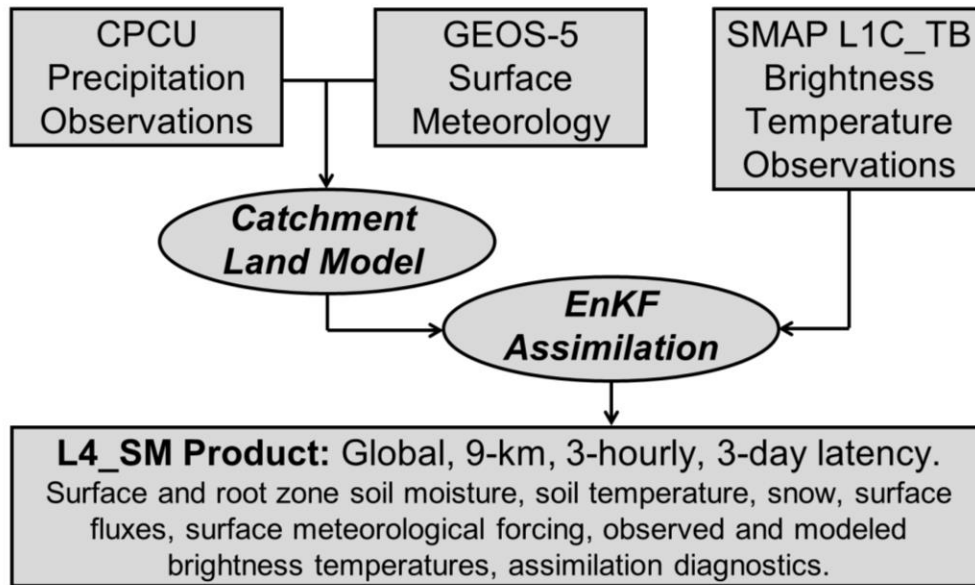 CPCU
Precipitation
Observations
GEOS-5
Surface
Meteorology
SMAP L1C_TB
Brightness
Temperature
Observations
Catchment
Land Model
EnKF
Assimilation
L4_SM Product: Global, 9-km, 3-hourly, 3-day latency.
Surface and root zone soil moisture, soil temperature, snow, surface
fluxes, surface meteorological forcing, observed and modeled
brightness temperatures, assimilation diagnostics.